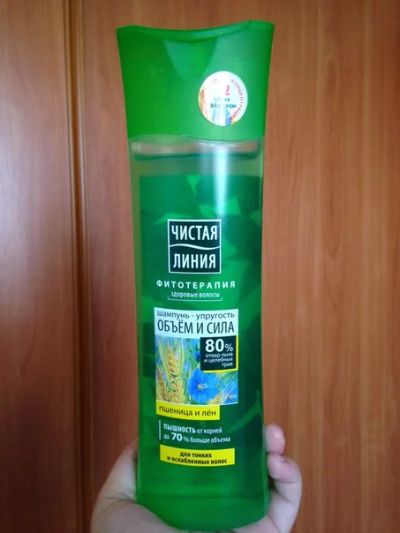 2
ЧИСТАЯ
ЛИНИЯ
ФИТОТЕРАПИЯ
здоровые волосы
шампунь - упругость
ОБЪЁМ И СИЛА
80%
отвар льна
и целебных
трав
пшеница и лён
ПЫШНОСТЬ от корней
до 70% больше объема
для тонких
и ослабленных волос